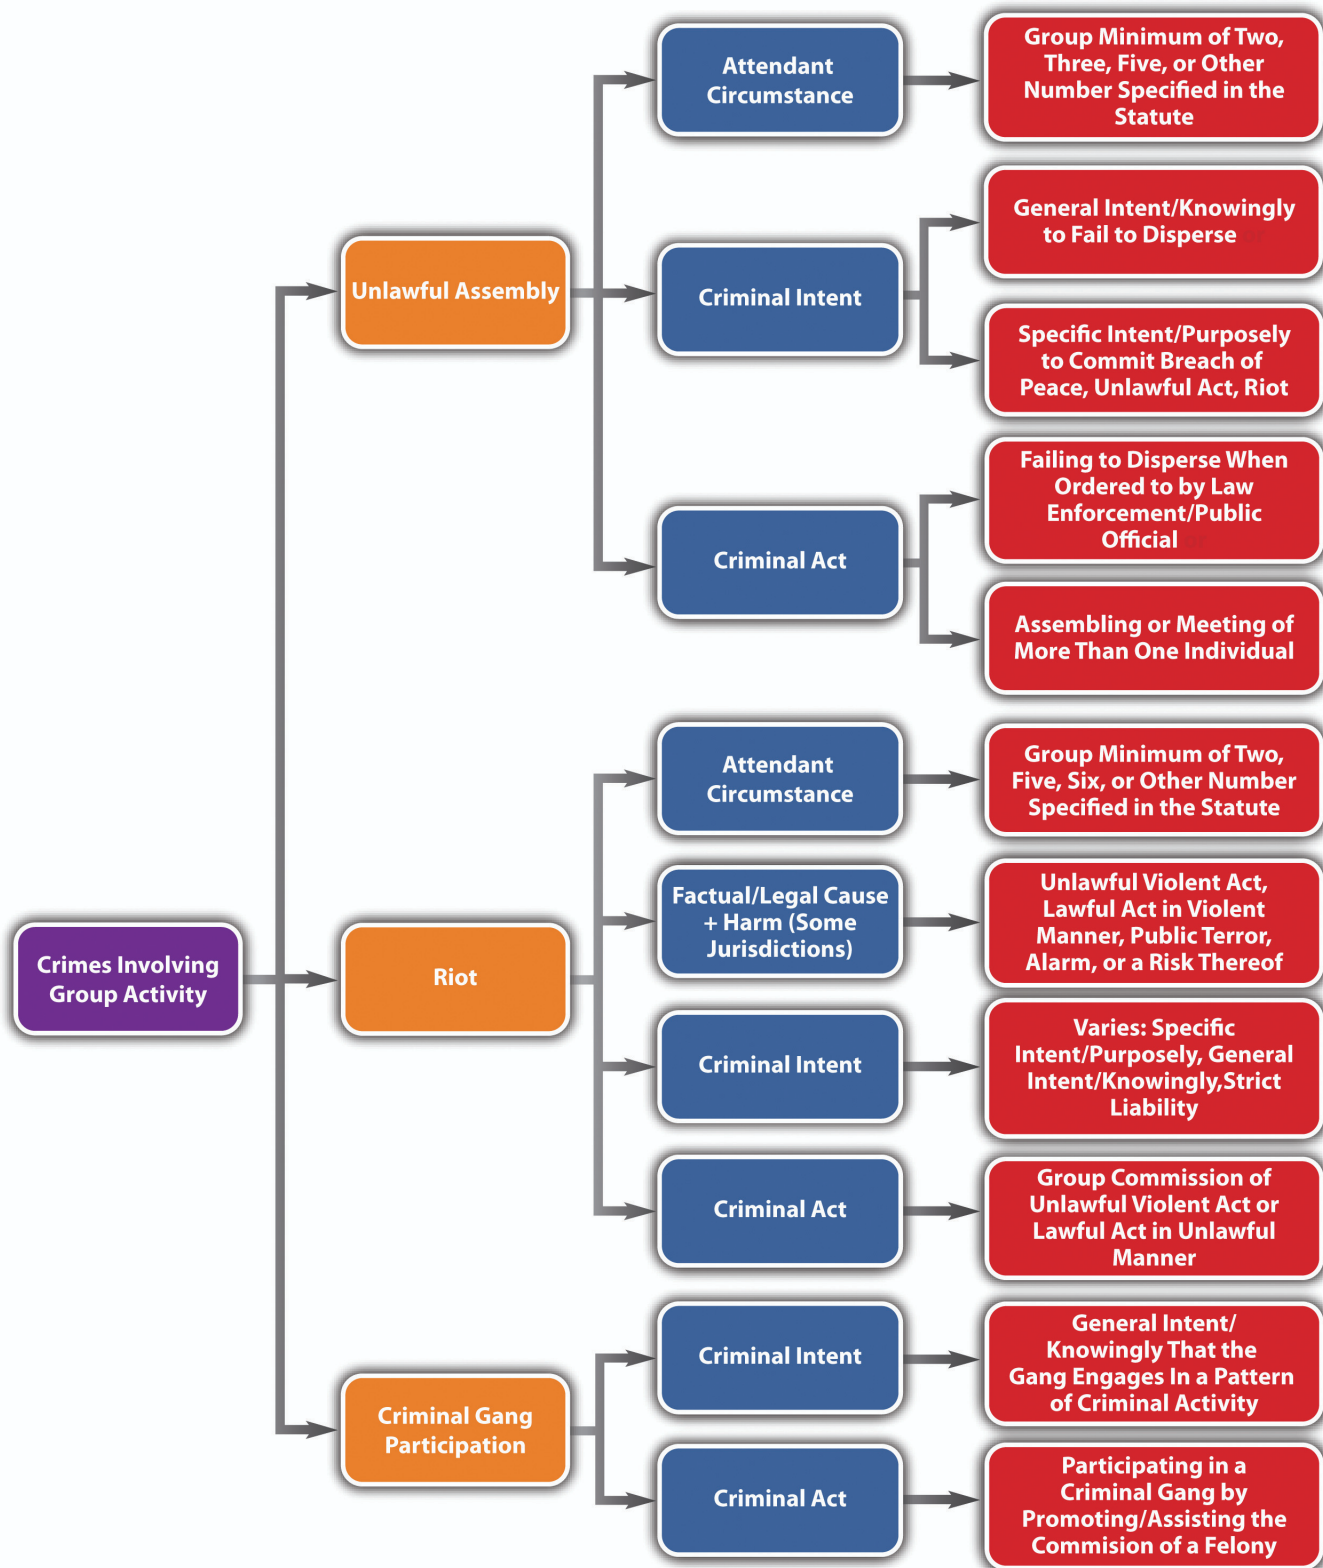 Attendant
Circumstance
Group Minimum of Two,
Three, Five, or Other
Number Specified in the
Statute
Unlawful Assembly
Criminal Intent
General Intent/Knowingly
to Fail to Disperse
Specific Intent/Purposely
to Commit Breach of
Peace, Unlawful Act, Riot
Criminal Act
Failing to Disperse When
Ordered to by Law
Enforcement/Public
Official
Assembling or Meeting of
More Than One Individual
Crimes Involving
Group Activity
Riot
Attendant
Circumstance
Group Minimum of Two,
Five, Six, or Other Number
Specified in the Statute
Factual/Legal Cause
+ Harm (Some
Jurisdictions)
Unlawful Violent Act,
Lawful Act in Violent
Manner, Public Terror,
Alarm, or a Risk Thereof
Criminal Intent
Varies: Specific
Intent/Purposely, General
Intent/Knowingly,Strict
Liability
Criminal Act
Group Commission of
Unlawful Violent Act or
Lawful Act in Unlawful
Manner
Criminal Gang
Participation
Criminal Intent
General Intent/
Knowingly That the
Gang Engages In a Pattern
of Criminal Activity
Criminal Act
Participating in a
Criminal Gang by
Promoting/Assisting the
Commision of a Felony